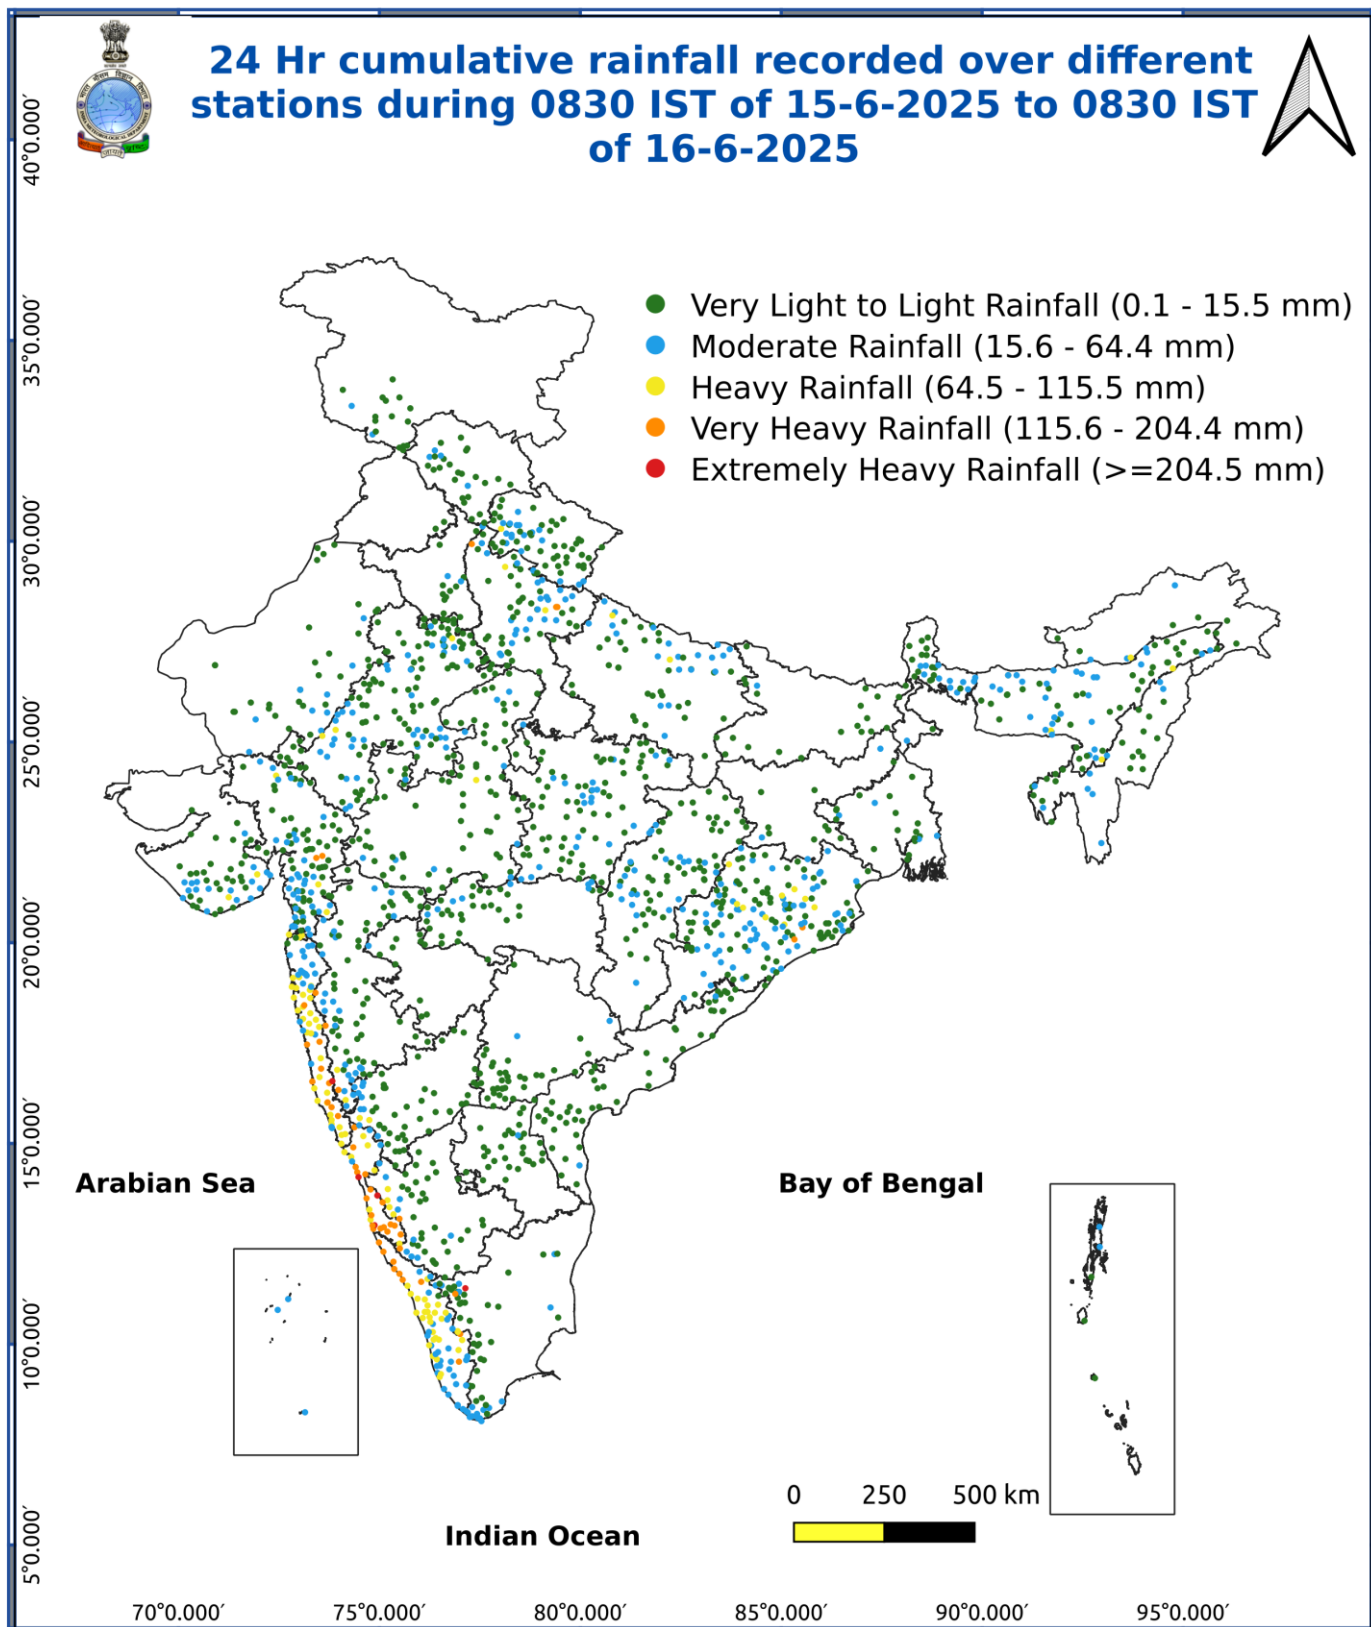 24 Hr cumulative rainfall recorded over different
stations during 0830 IST of 15-6-2025 to 0830 IST
of 16-6-2025
Very Light to Light Rainfall (0.1 - 15.5 mm)
Moderate Rainfall (15.6 - 64.4 mm)
Heavy Rainfall (64.5 - 115.5 mm)
Very Heavy Rainfall (115.6 - 204.4 mm)
Extremely Heavy Rainfall (>=204.5 mm)
40°0.000′
35°0.000′
30°0.000′
25°0.000′
20°0.000′
15°0.000′
10°0.000′
5°0.000′
Arabian Sea
Bay of Bengal
Indian Ocean
0 250 500 km
70°0.000′ 75°0.000′ 80°0.000′ 85°0.000′ 90°0.000′ 95°0.000′